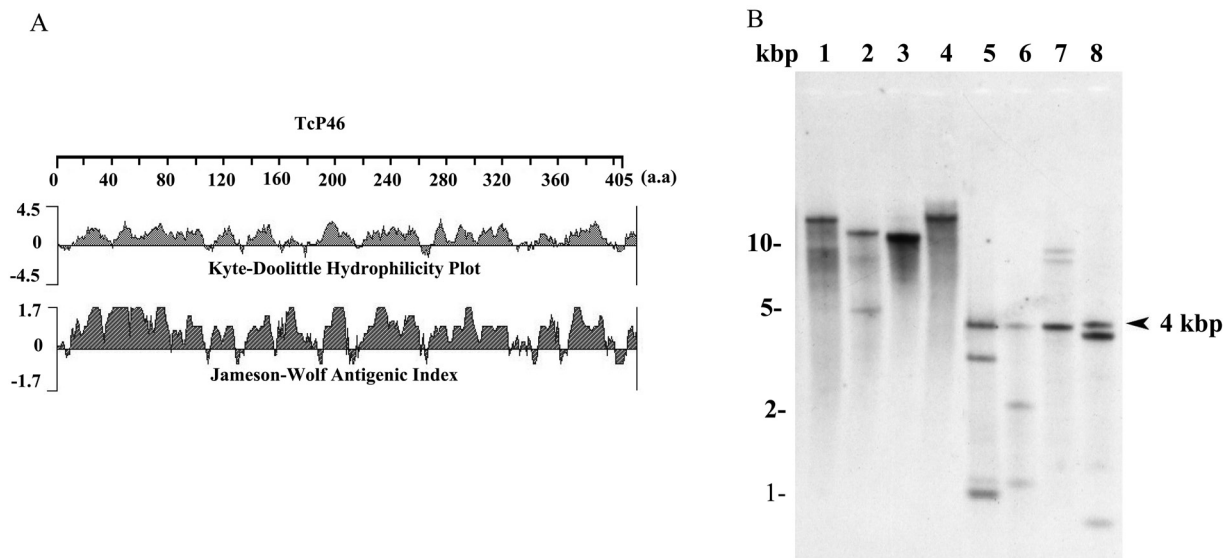 A
TcP46
0 40 80 120 160 200 240 280 320 360 405 (a.a)
4.5
0
-4.5
Kyte-Doolittle Hydrophilicity Plot
1.7
0
-1.7
Jameson-Wolf Antigenic Index
B
kbp 1 2 3 4 5 6 7 8
10-
5-
4 kbp
2-
1-